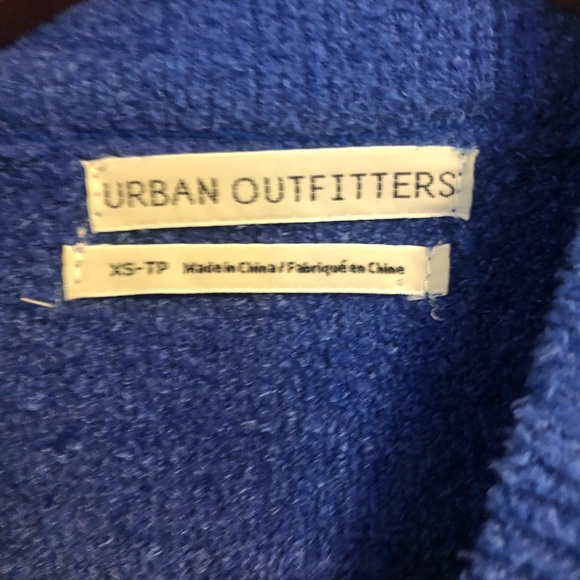 URBAN OUTFITTERS
XS-TP Made in China / Fabriqué en Chine